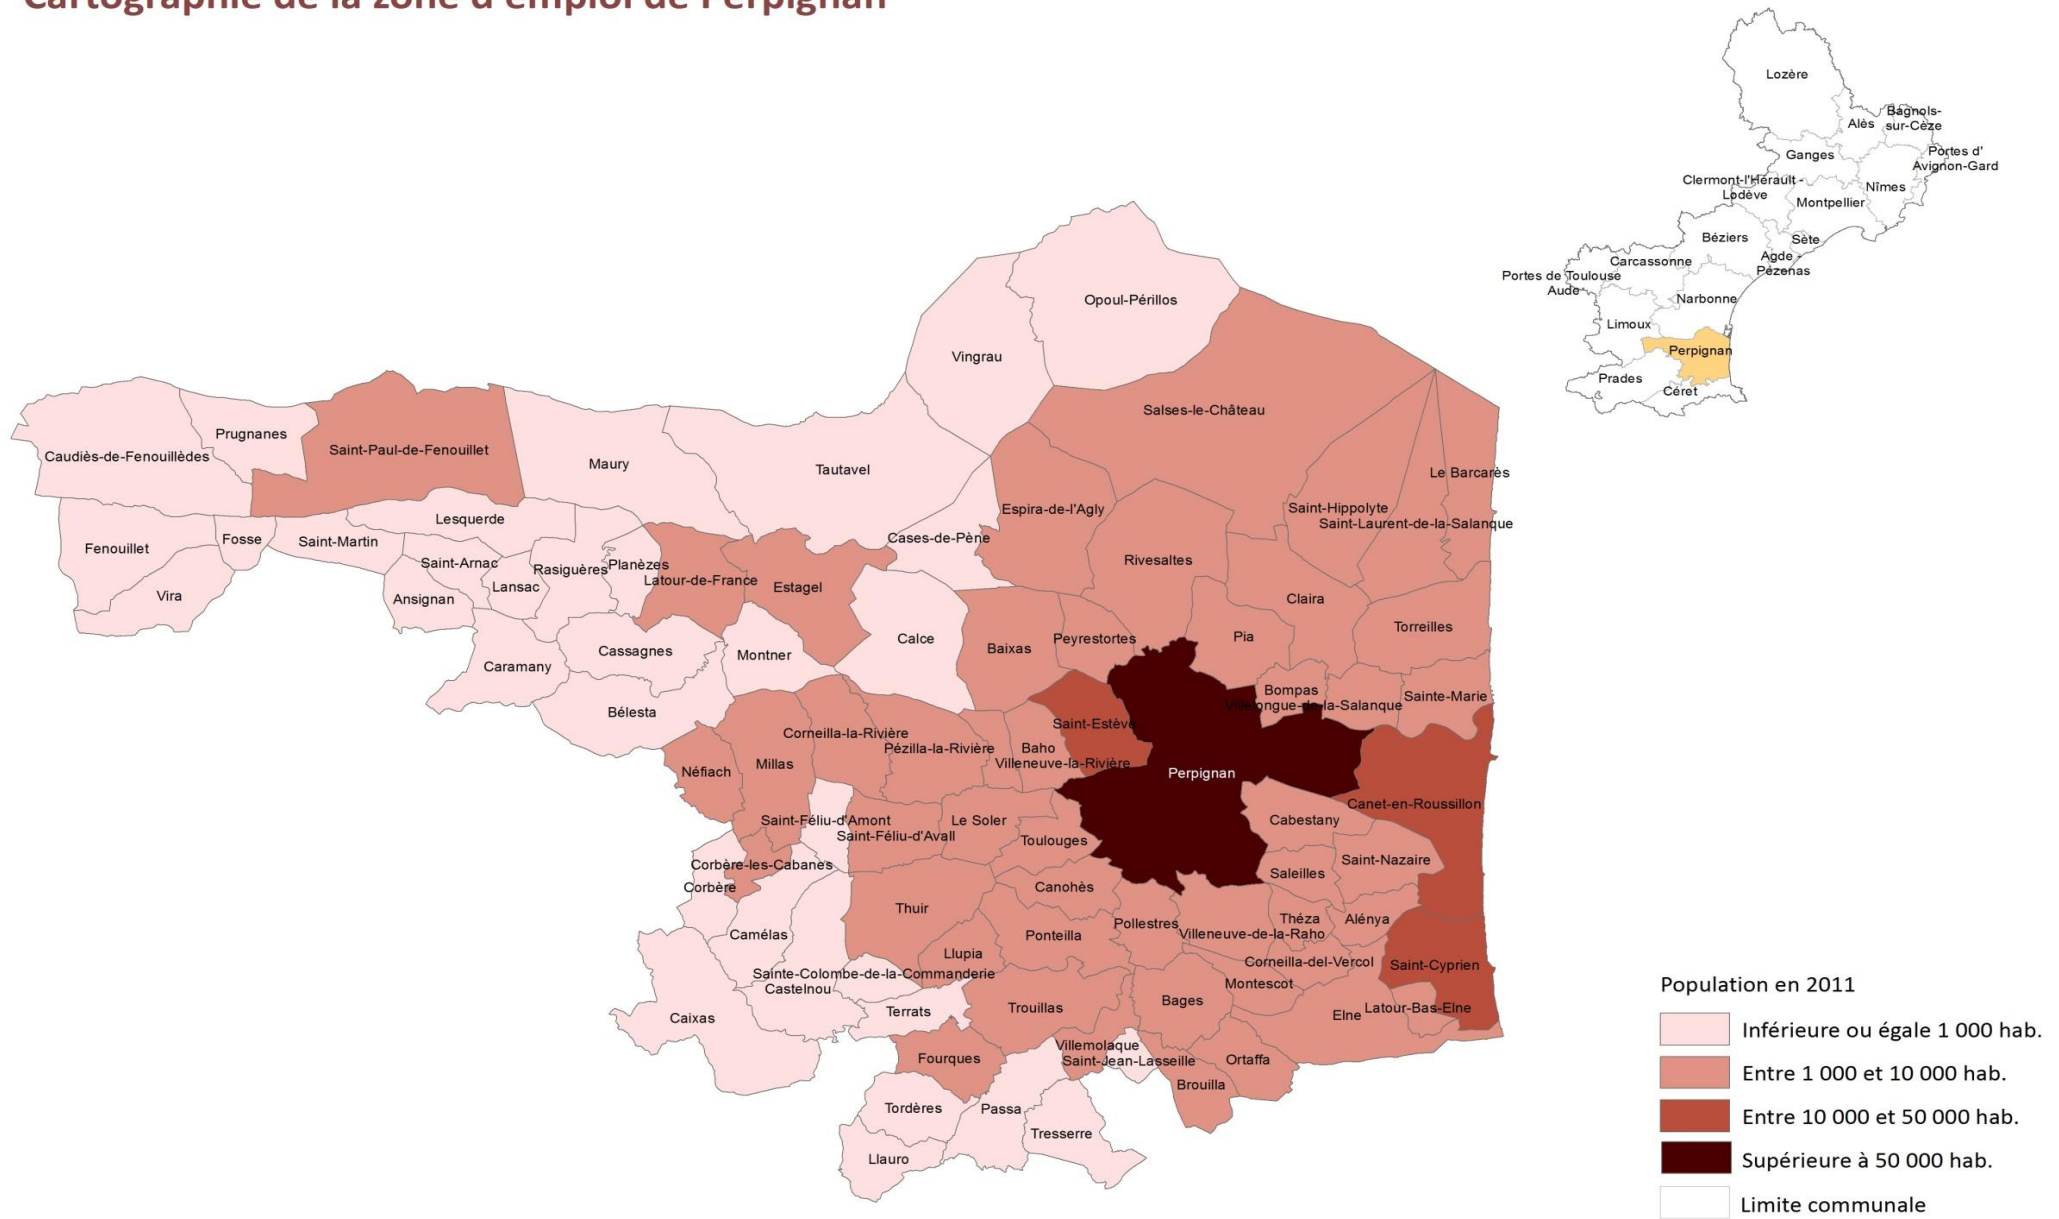 Cartographie de la zone d'emploi de Perpignan
Lozère
Alès
Bagnols-
sur-Cèze
Ganges
Portes d'
Avignon-Gard
Clermont-l'Hérault -
Lodève
Nîmes
Montpellier
Béziers
Sète
Agde -
Pézenas
Carcassonne
Portes de Toulouse
Aude
Narbonne
Limoux
Perpignan
Prades
Céret
Opoul-Périllos
Vingrau
Salses-le-Château
Prugnanes
Saint-Paul-de-Fenouillet
Caudiès-de-Fenouillèdes
Maury
Tautavel
Le Barcarès
Espira-de-l'Agly
Saint-Hippolyte
Saint-Laurent-de-la-Salanque
Lesquerde
Fosse
Saint-Martin
Fenouillet
Cases-de-Pène
Rivesaltes
Saint-Arnac
Rasiguères
Planèzes
Latour-de-France
Estagel
Lansac
Vira
Ansignan
Claira
Torreilles
Pia
Calce
Peyrestortes
Baixas
Cassagnes
Montner
Caramany
Bompas
Sainte-Marie
Villelongue-de-la-Salanque
Bélesta
Saint-Estève
Corneilla-la-Rivière
Pézilla-la-Rivière
Baho
Villeneuve-la-Rivière
Millas
Néfiach
Perpignan
Canet-en-Roussillon
Saint-Féliu-d'Amont
Saint-Féliu-d'Avall
Le Soler
Cabestany
Toulouges
Saint-Nazaire
Corbère-les-Cabanes
Saleilles
Corbère
Canohès
Thuir
Théza
Alénya
Pollestres
Villeneuve-de-la-Raho
Camélas
Ponteilla
Llupia
Corneilla-del-Vercol
Saint-Cyprien
Sainte-Colombe-de-la-Commanderie
Castelnou
Montescot
Bages
Trouillas
Terrats
Latour-Bas-Elne
Elne
Caixas
Villemolaque
Saint-Jean-Lasseille
Fourques
Ortaffa
Brouilla
Tordères
Passa
Tresserre
Llauro
Population en 2011
Inférieure ou égale 1 000 hab.
Entre 1 000 et 10 000 hab.
Entre 10 000 et 50 000 hab.
Supérieure à 50 000 hab.
Limite communale